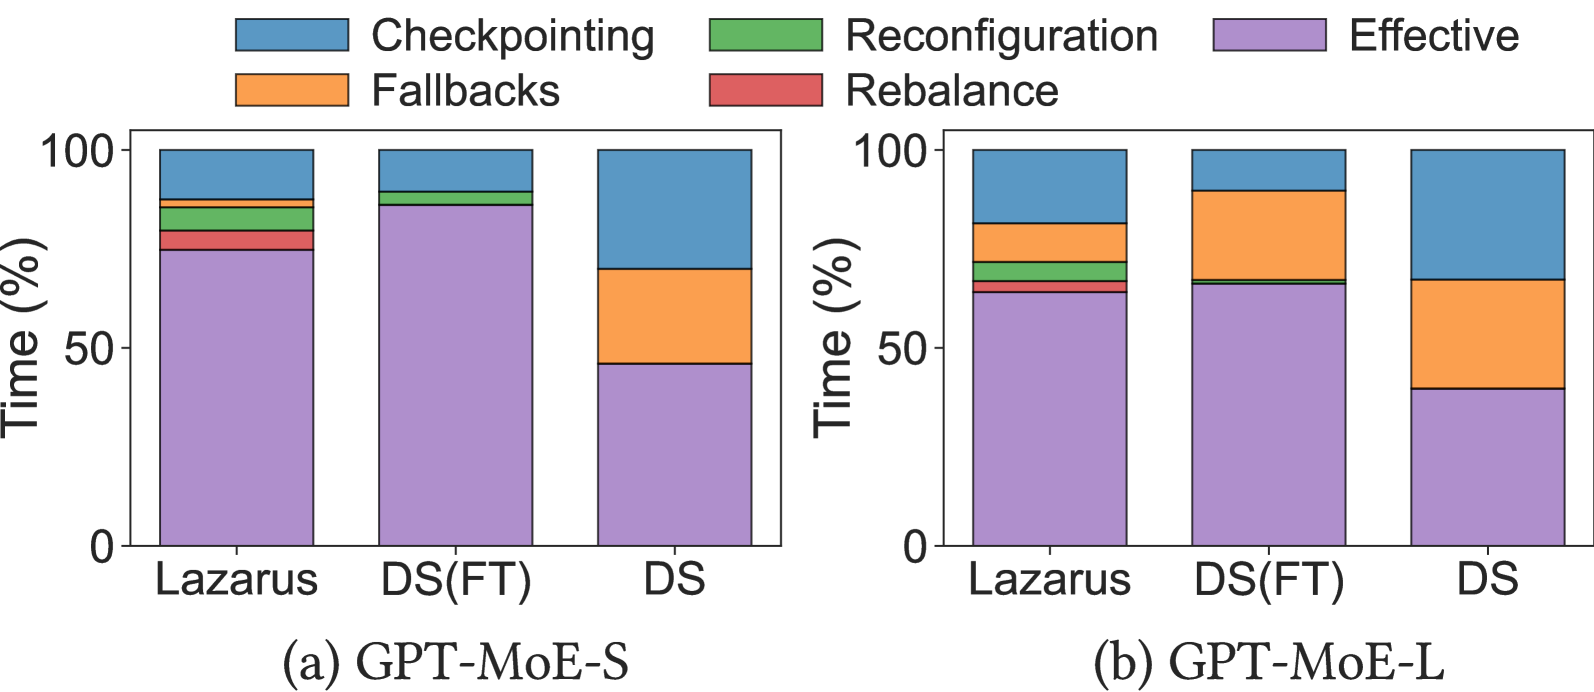 Checkpointing Reconfiguration Effective
Fallbacks Rebalance
Time (%)
100
50
0
Lazarus DS(FT) DS
(a) GPT-MoE-S
Time (%)
100
50
0
Lazarus DS(FT) DS
(b) GPT-MoE-L